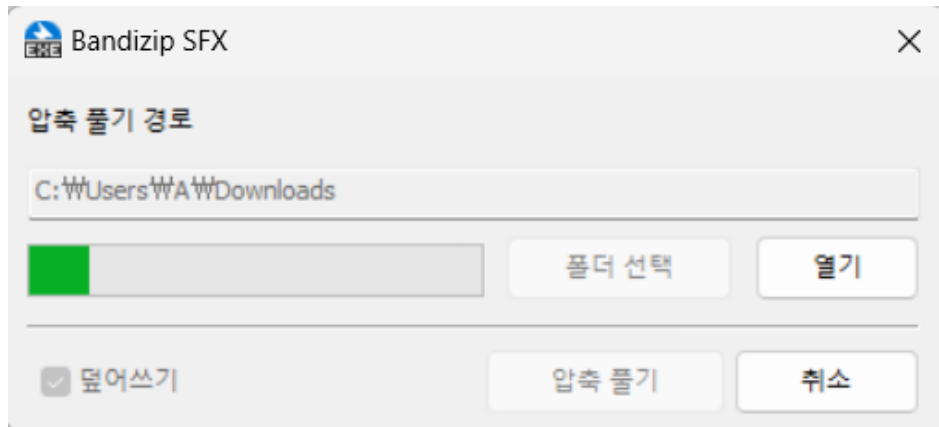 Bandizip SFX
압축 풀기 경로
C:₩Users₩A₩Downloads
폴더 선택 열기
덮어쓰기 압축 풀기 취소